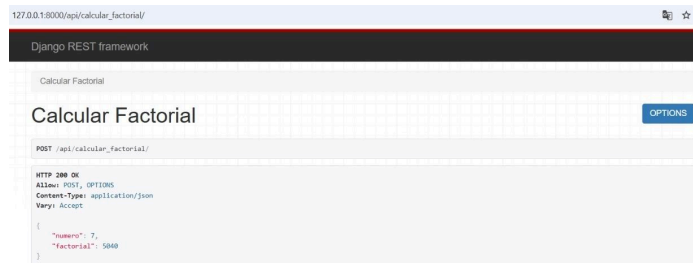 127.0.0.1:8000/api/calcular_factorial/
Django REST framework
Calcular Factorial
Calcular Factorial
OPTIONS
POST /api/calcular_factorial/
HTTP 200 OK
Allow: POST, OPTIONS
Content-Type: application/json
Vary: Accept
{
    "numero": 7,
    "factorial": 5040
}